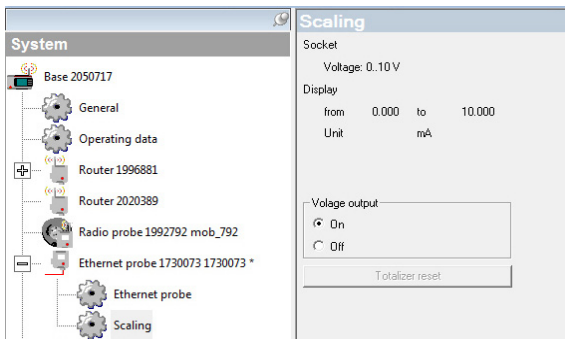 System
Base 2050717
General
Operating data
Router 1996881
Router 2020389
Radio probe 1992792 mob_792
Ethernet probe 1730073 1730073 *
Ethernet probe
Scaling
Scaling
Socket
Voltage: 0..10 V
Display
from 0.000 to 10.000
Unit mA
Volage output
On
Off
Totalizer reset